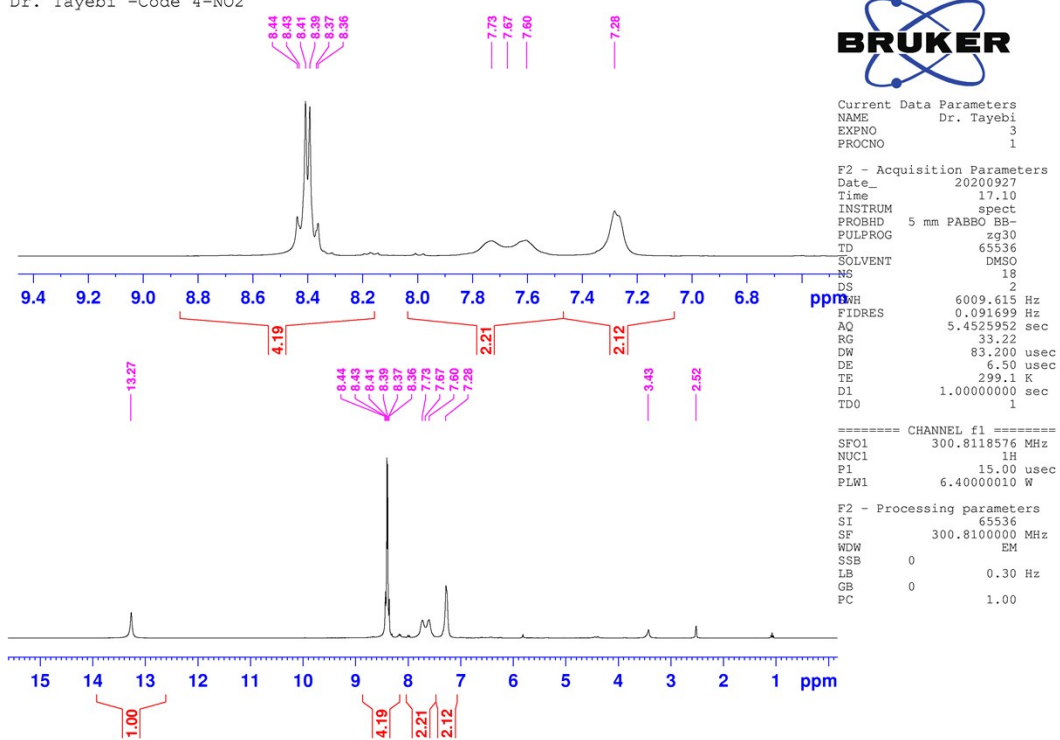 Dr. Tayebi -Code 4-NO2
8.44
8.43
8.41
8.39
8.37
8.36
7.73
7.67
7.60
7.28
9.4 9.2 9.0 8.8 8.6 8.4 8.2 8.0 7.8 7.6 7.4 7.2 7.0 6.8 ppm
4.19
2.21
2.12
13.27
8.44
8.43
8.41
8.39
8.37
8.36
7.73
7.67
7.60
7.28
3.43
2.52
15 14 13 12 11 10 9 8 7 6 5 4 3 2 1 ppm
1.00
4.19
2.21
2.12
BRUKER
Current Data Parameters
NAME Dr. Tayebi
EXPNO 3
PROCNO 1
F2 - Acquisition Parameters
Date_ 20200927
Time 17.10
INSTRUM spect
PROBHD 5 mm PABBO BB-
PULPROG zg30
TD 65536
SOLVENT DMSO
NS 18
DS 2
SWH 6009.615 Hz
FIDRES 0.091699 Hz
AQ 5.4525952 sec
RG 33.22
DW 83.200 usec
DE 6.50 usec
TE 299.1 K
D1 1.00000000 sec
TD0 1
======== CHANNEL f1 ========
SFO1 300.8118576 MHz
NUC1 1H
P1 15.00 usec
PLW1 6.40000010 W
F2 - Processing parameters
SI 65536
SF 300.8100000 MHz
WDW EM
SSB 0
LB 0.30 Hz
GB 0
PC 1.00